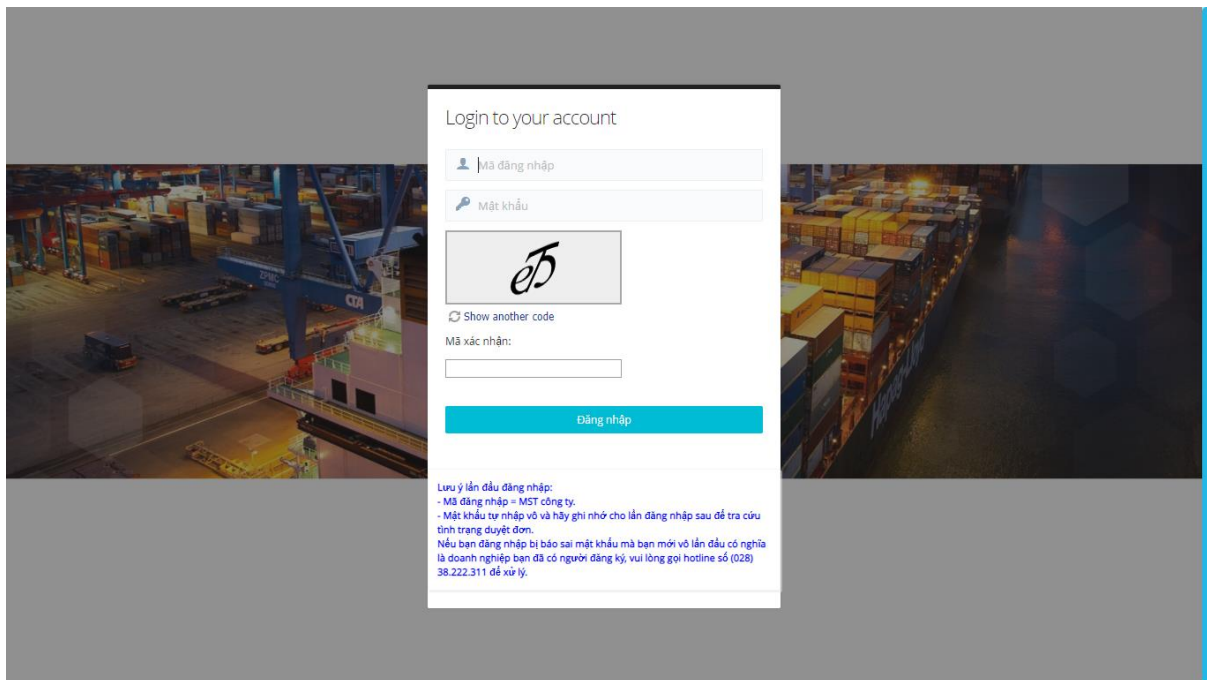 Login to your account
Mã đăng nhập
Mật khẩu
Show another code
Mã xác nhận:
Đăng nhập
Lưu ý lần đầu đăng nhập:
- Mã đăng nhập = MST công ty.
- Mật khẩu tự nhập vô và hãy ghi nhớ cho lần đăng nhập sau để tra cứu
tình trạng duyệt đơn.
Nếu bạn đăng nhập bị báo sai mật khẩu mà bạn mới vô lần đầu có nghĩa
là doanh nghiệp bạn đã có người đăng ký, vui lòng gọi hotline số (028)
38.222.311 để xử lý.
ZPMC
CTA
Hapag-Lloyd